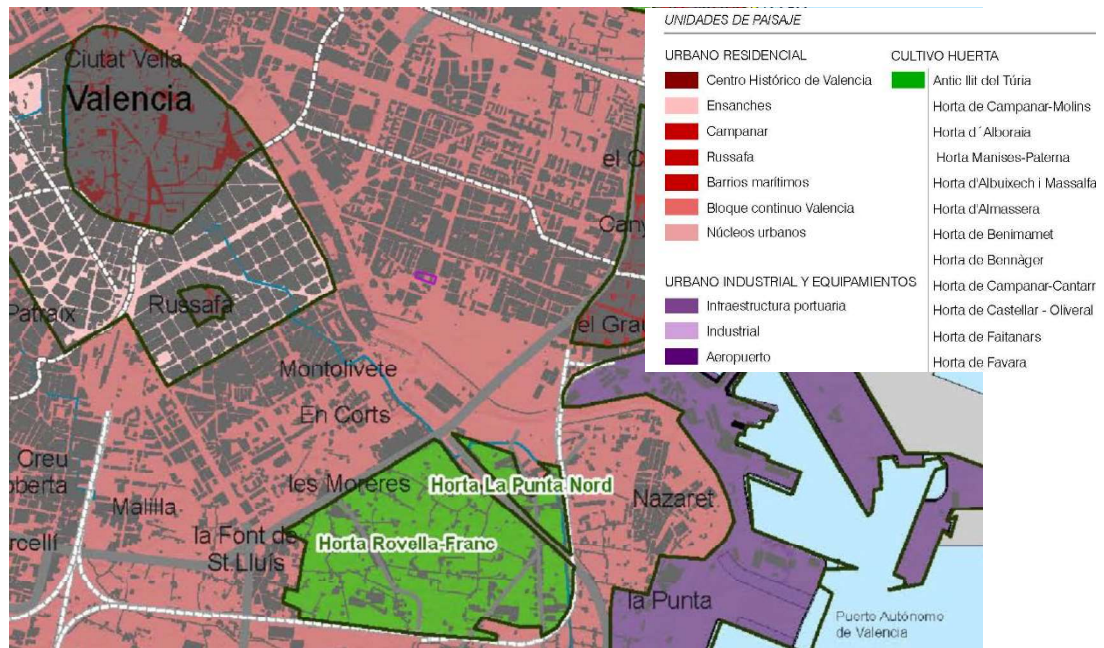 Ciutat Vella
Valencia
Russafa
Patraix
Montolivete
En Corts
Creu
oberta
Malilla
rcellí
les Moreres
la Font de
St.Lluís
Horta La Punta Nord
Horta Rovella-Franc
Nazaret
la Punta
el C
Cany
el Grau
Puerto Autónomo
de Valencia
UNIDADES DE PAISAJE
URBANO RESIDENCIAL
Centro Histórico de Valencia
Ensanches
Campanar
Russafa
Barrios marítimos
Bloque continuo Valencia
Núcleos urbanos
URBANO INDUSTRIAL Y EQUIPAMIENTOS
Infraestructura portuaria
Industrial
Aeropuerto
CULTIVO HUERTA
Antic llit del Túria
Horta de Campanar-Molins
Horta d´Alboraia
Horta Manises-Paterna
Horta d'Albuixech i Massalfa
Horta d'Almassera
Horta de Benimamet
Horta de Bennàger
Horta de Campanar-Cantarr
Horta de Castellar - Oliveral
Horta de Faitanars
Horta de Favara